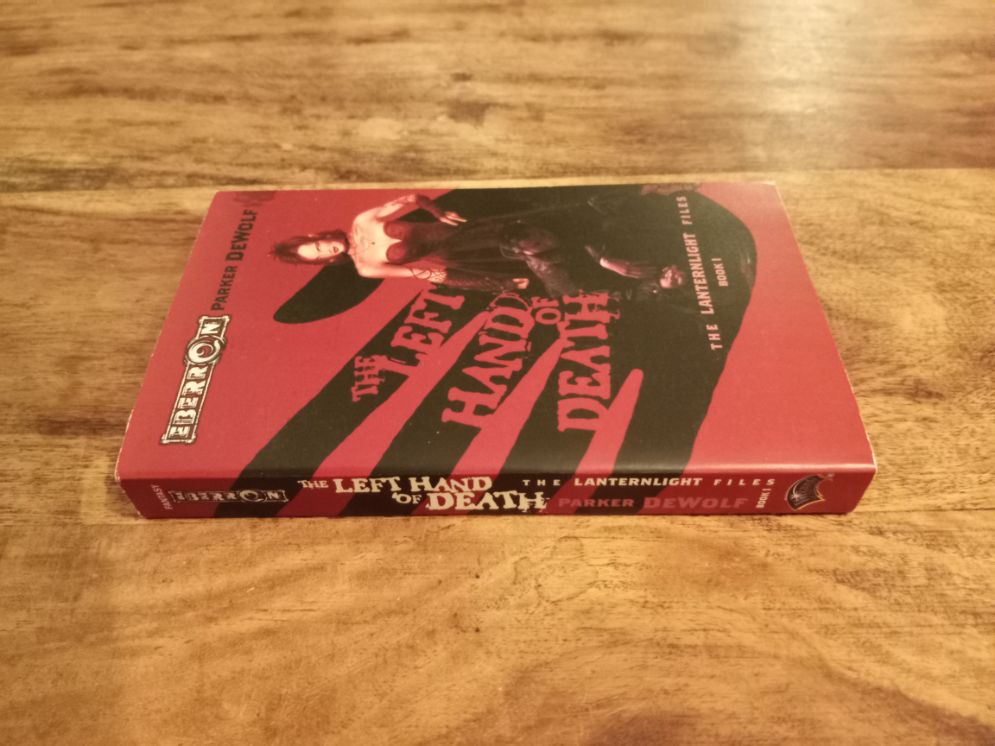 EBERRON
PARKER DEWOLF
THE LEFT
HAND OF
DEATH
THE LANTERNLIGHT FILES
BOOK I
FANTASY
EBERRON
THE LEFT HAND
OF DEATH
THE LANTERNLIGHT FILES
PARKER DEWOLF
BOOK I